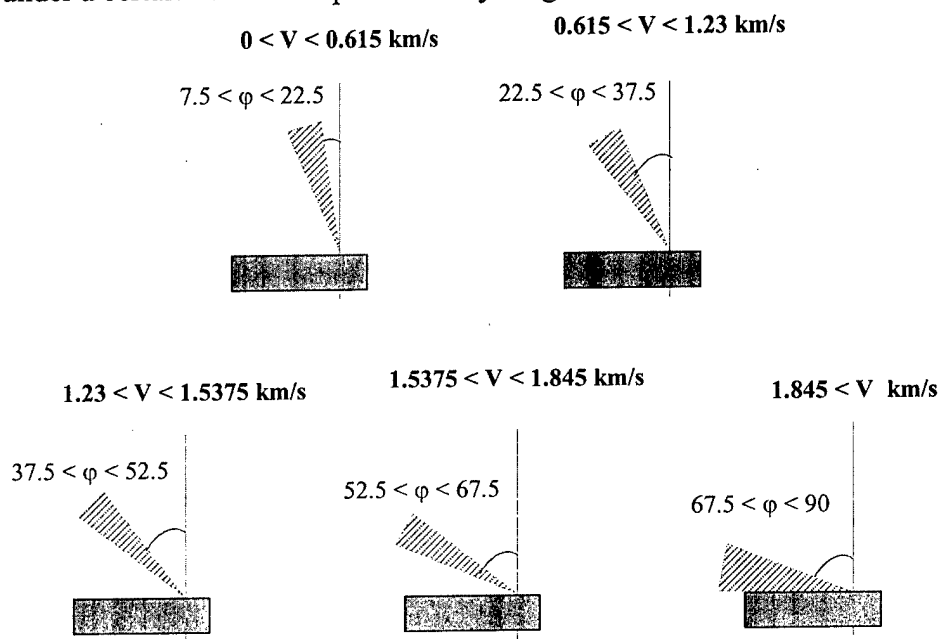 0 < V < 0.615 km/s
0.615 < V < 1.23 km/s
7.5 < φ < 22.5
22.5 < φ < 37.5
1.23 < V < 1.5375 km/s
1.5375 < V < 1.845 km/s
1.845 < V km/s
37.5 < φ < 52.5
52.5 < φ < 67.5
67.5 < φ < 90